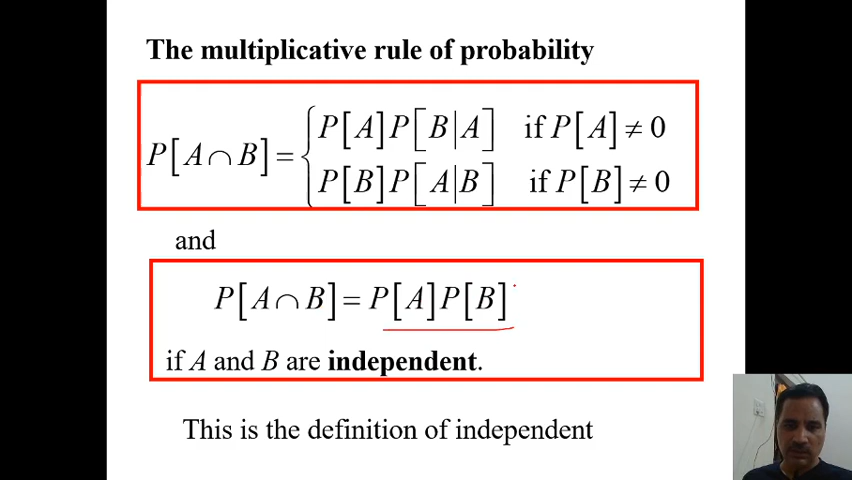 The multiplicative rule of probability
P[A∩B] = { P[A]P[B|A] if P[A] ≠ 0
P[B]P[A|B] if P[B] ≠ 0
and
P[A∩B] = P[A]P[B]
if A and B are independent.
This is the definition of independent